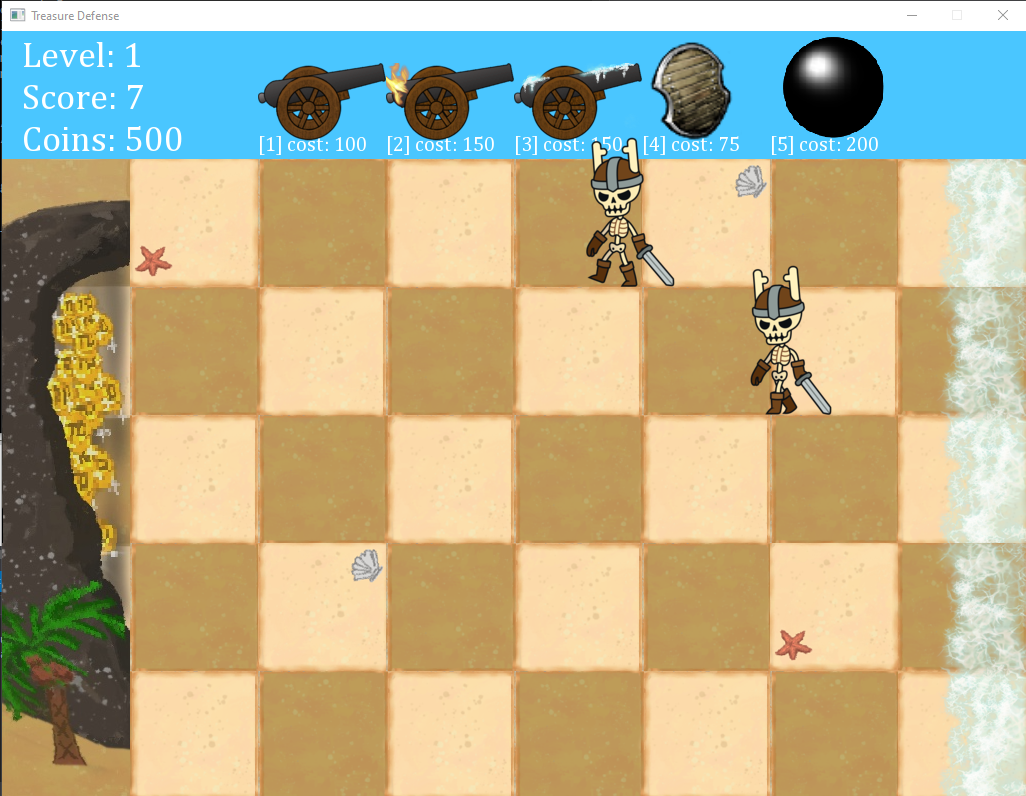 Treasure Defense
Level: 1
Score: 7
Coins: 500
[1] cost: 100
[2] cost: 150
[3] cost: 150
[4] cost: 75
[5] cost: 200